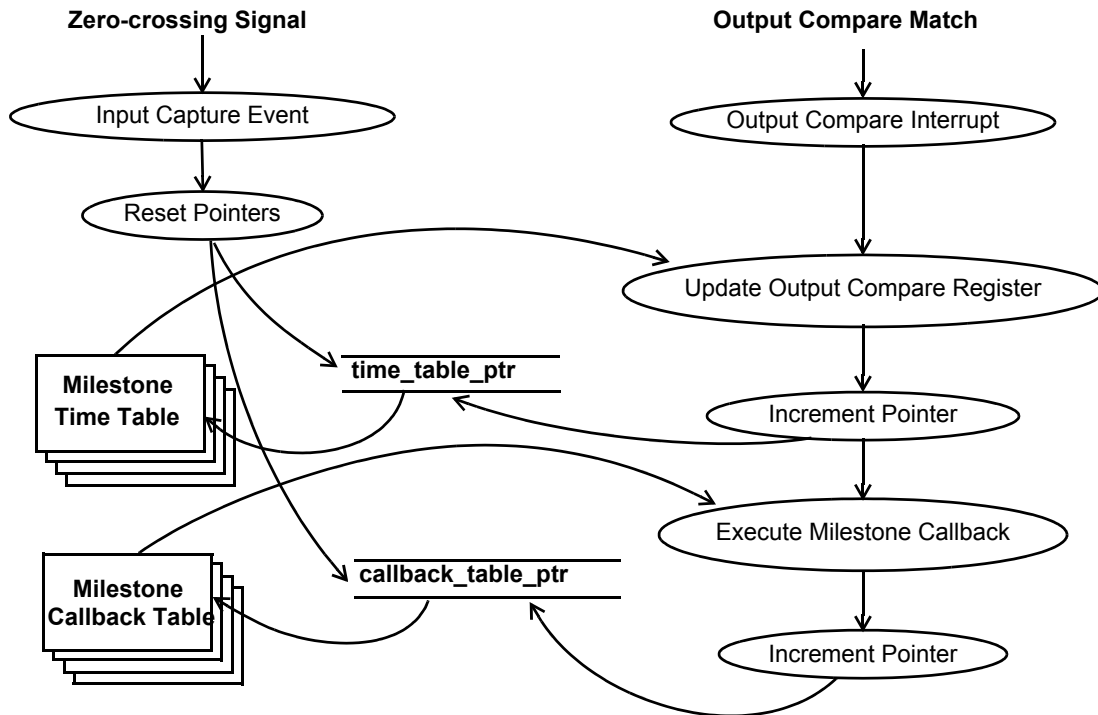 Zero-crossing Signal
Output Compare Match
Input Capture Event
Output Compare Interrupt
Reset Pointers
Update Output Compare Register
Milestone
Time Table
time_table_ptr
Increment Pointer
Execute Milestone Callback
Milestone
Callback Table
callback_table_ptr
Increment Pointer